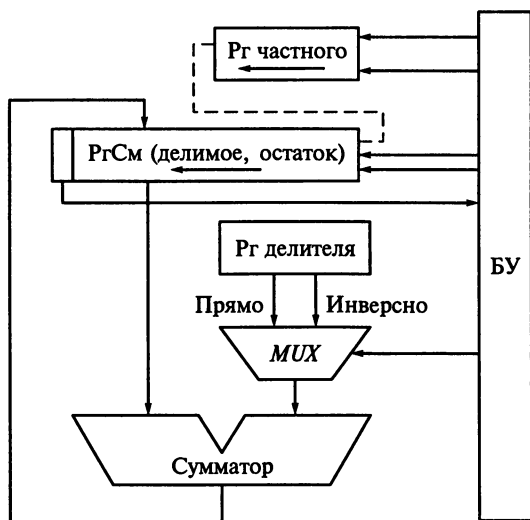 Рг частного
РгСм (делимое, остаток)
Рг делителя
БУ
Прямо
Инверсно
MUX
Сумматор